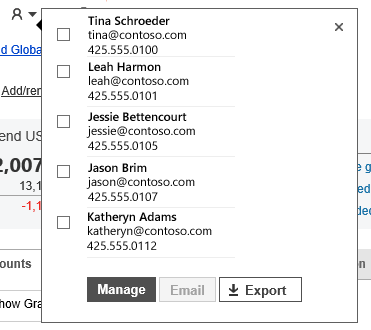 Tina Schroeder
tina@contoso.com
425.555.0100
d Globa
Leah Harmon
leah@contoso.com
425.555.0101
Add/ren
Jessie Bettencourt
jessie@contoso.com
425.555.0105
end US
2,007
Jason Brim
jason@contoso.com
425.555.0107
e g
13,1
ed
-1,1
dde
Katheryn Adams
katheryn@contoso.com
425.555.0112
ounts
n
Manage
Email
Export
how Gra